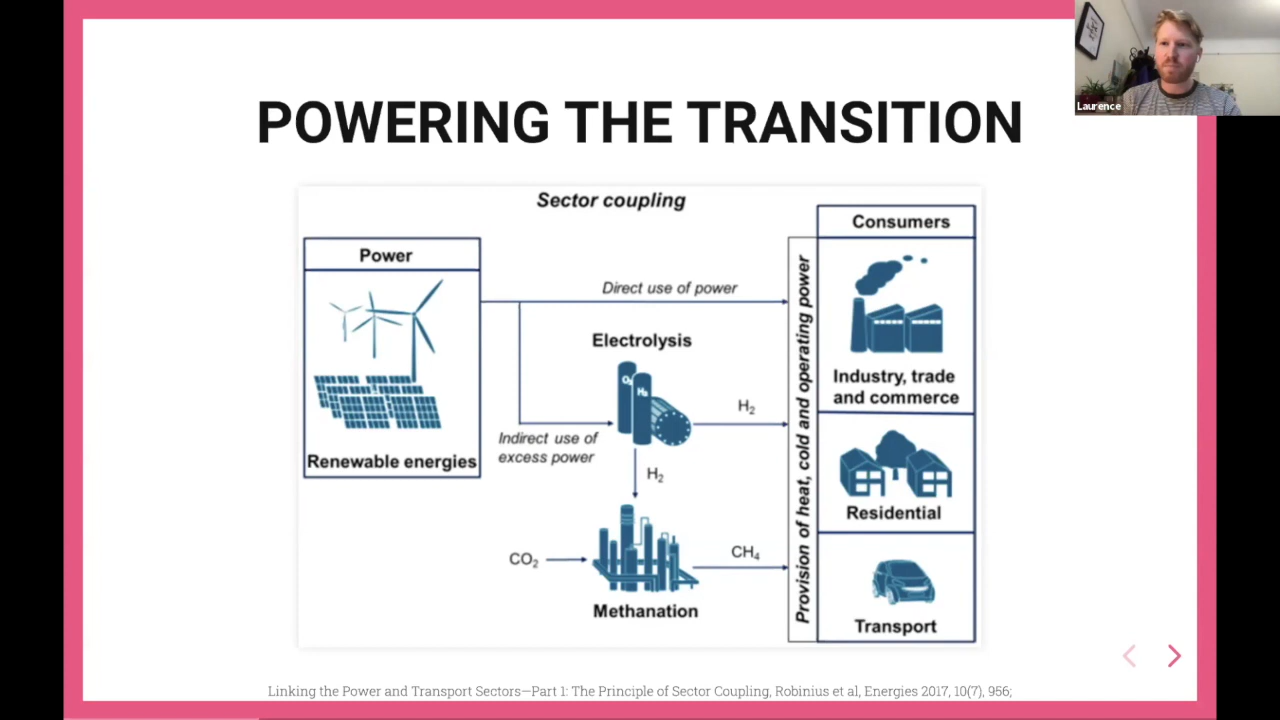 Laurence
POWERING THE TRANSITION
Sector coupling
Power
Renewable energies
Direct use of power
Indirect use of
excess power
Electrolysis
O₂
H₂
H₂
H₂
CO₂
Methanation
CH₄
Provision of heat, cold and operating power
Consumers
Industry, trade
and commerce
Residential
Transport
Linking the Power and Transport Sectors—Part 1: The Principle of Sector Coupling, Robinius et al, Energies 2017, 10(7), 956;